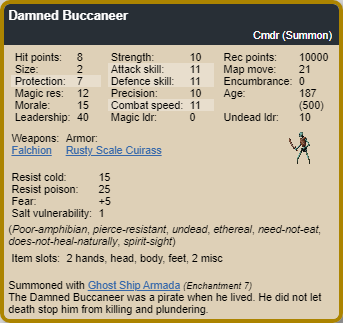 Damned Buccaneer
Cmdr (Summon)
Hit points: 8 Strength: 10 Rec points: 10000
Size: 2 Attack skill: 11 Map move: 21
Protection: 7 Defence skill: 11 Encumbrance: 0
Magic res: 12 Precision: 10 Age: 187
Morale: 15 Combat speed: 11 (500)
Leadership: 40 Magic ldr: 0 Undead ldr: 10
Weapons: Armor:
Falchion Rusty Scale Cuirass
Resist cold: 15
Resist poison: 25
Fear: +5
Salt vulnerability: 1
(Poor-amphibian, pierce-resistant, undead, ethereal, need-not-eat,
does-not-heal-naturally, spirit-sight)
Item slots: 2 hands, head, body, feet, 2 misc
Summoned with Ghost Ship Armada (Enchantment 7)
The Damned Buccaneer was a pirate when he lived. He did not let
death stop him from killing and plundering.